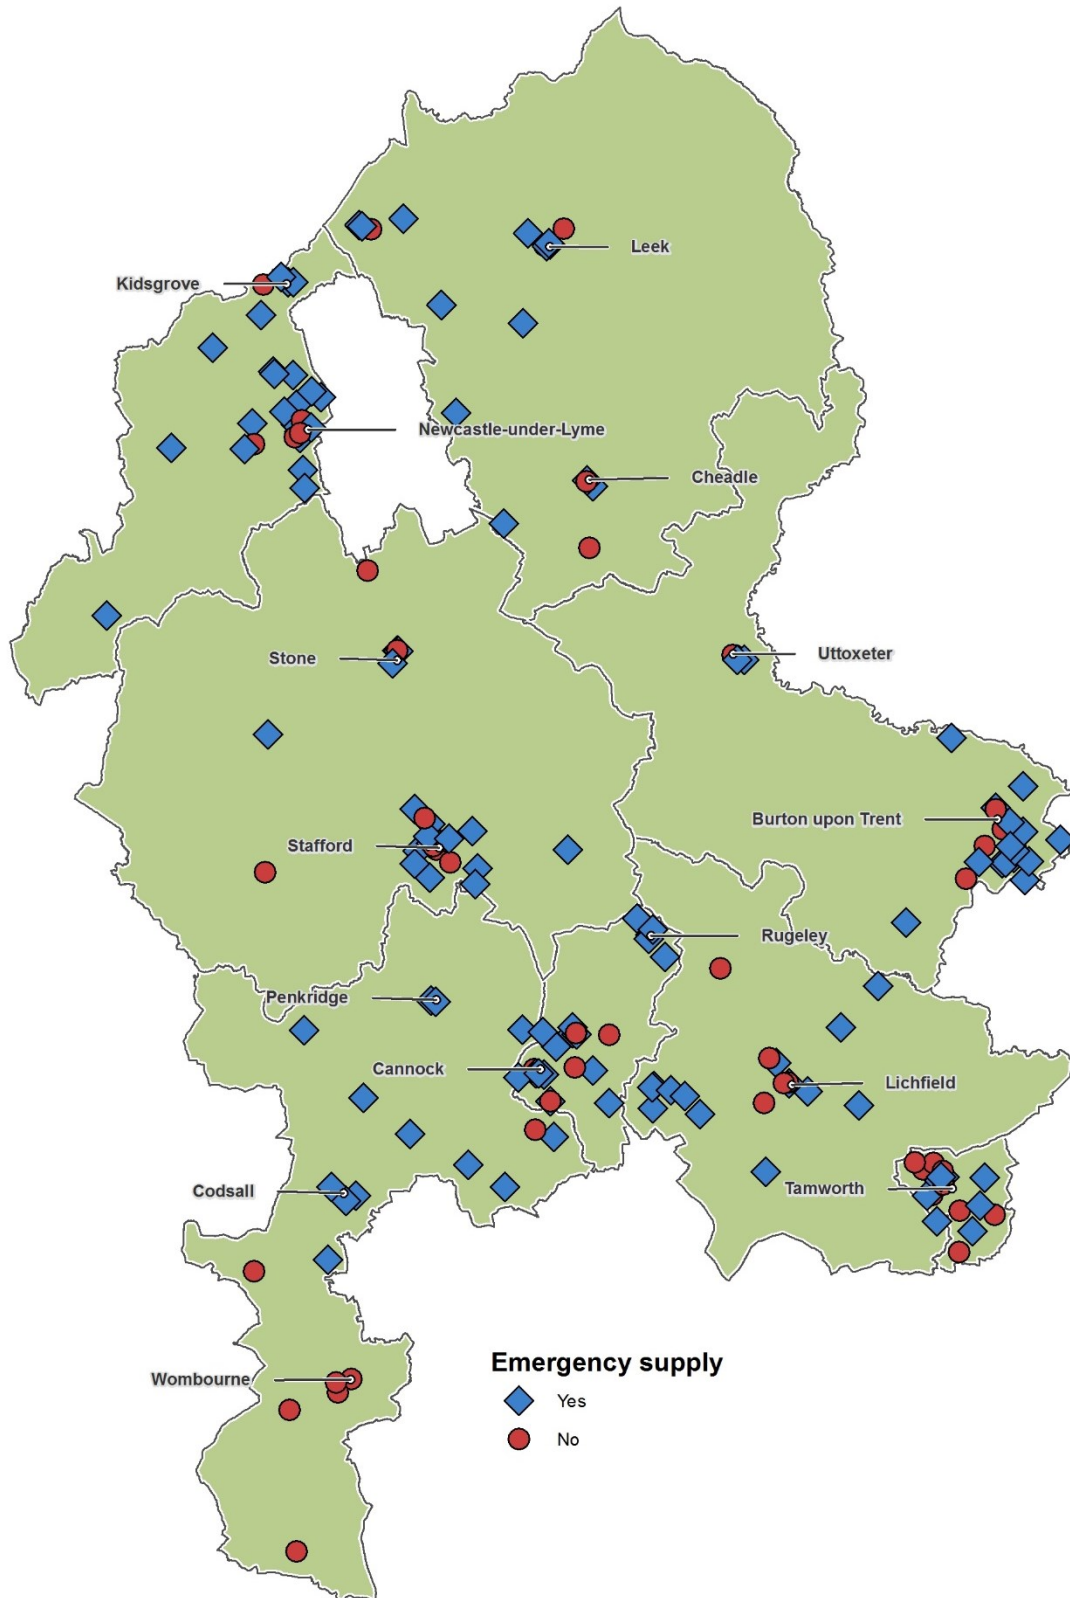 Leek
Kidsgrove
Newcastle-under-Lyme
Cheadle
Stone
Uttoxeter
Burton upon Trent
Stafford
Rugeley
Penkridge
Cannock
Lichfield
Codsall
Tamworth
Wombourne
Emergency supply
Yes
No